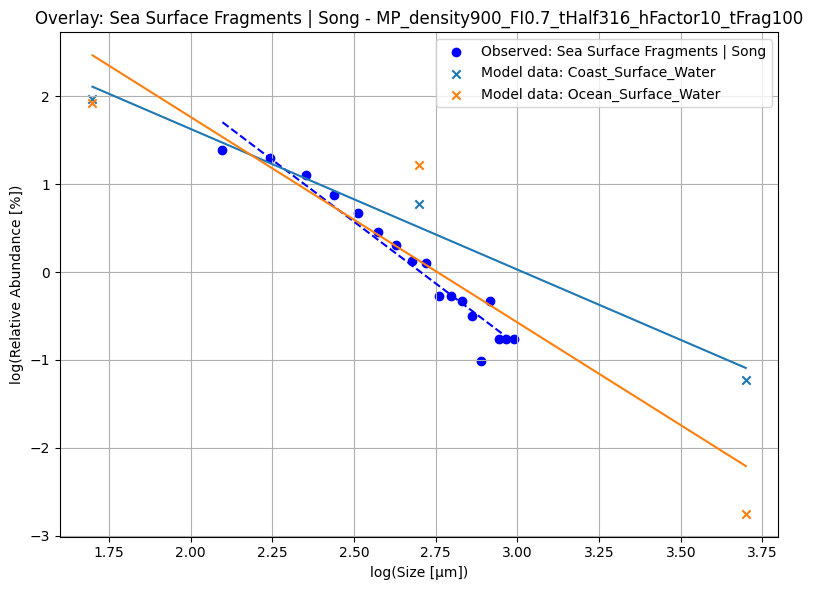 Overlay: Sea Surface Fragments | Song - MP_density900_FI0.7_tHalf316_hFactor10_tFrag100
Observed: Sea Surface Fragments | Song
Model data: Coast_Surface_Water
Model data: Ocean_Surface_Water
log(Relative Abundance [%])
2
1
0
−1
−2
−3
1.75 2.00 2.25 2.50 2.75 3.00 3.25 3.50 3.75
log(Size [μm])